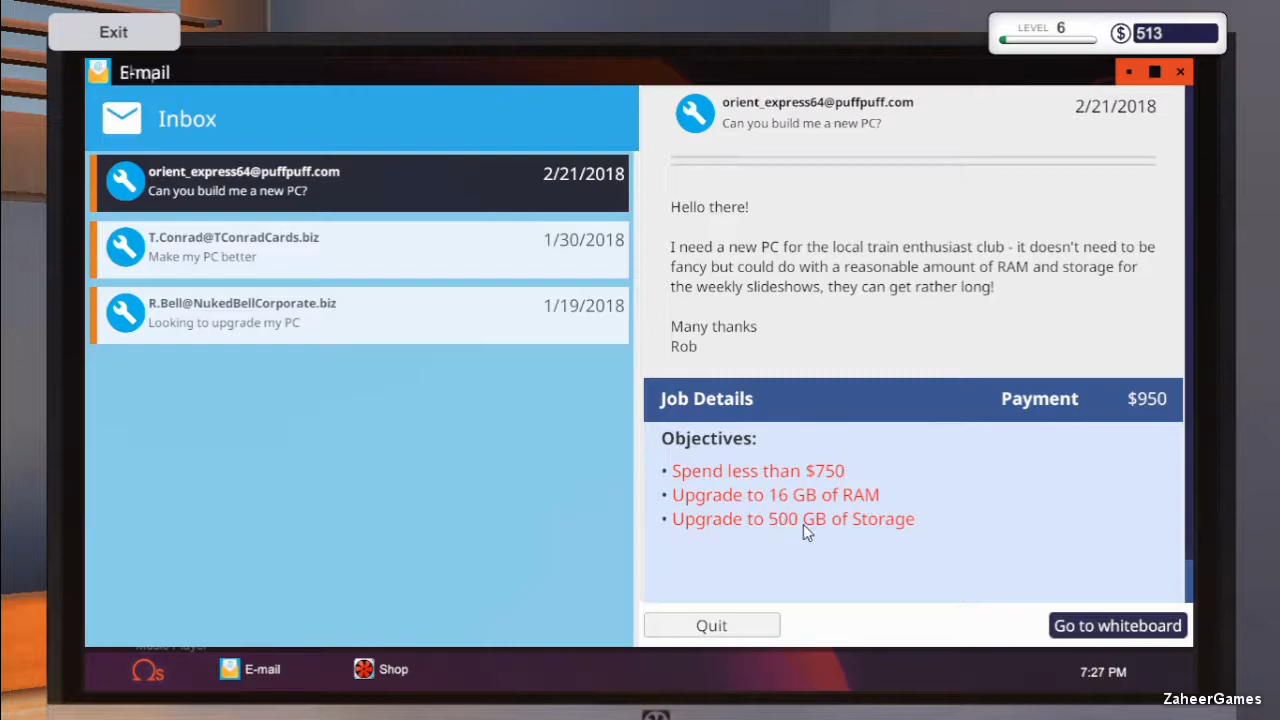 Exit
LEVEL 6
$ 513
E-mail
Inbox
orient_express64@puffpuff.com
Can you build me a new PC?
2/21/2018
T.Conrad@TConradCards.biz
Make my PC better
1/30/2018
R.Bell@NukedBellCorporate.biz
Looking to upgrade my PC
1/19/2018
orient_express64@puffpuff.com
Can you build me a new PC?
2/21/2018
Hello there!
I need a new PC for the local train enthusiast club - it doesn't need to be
fancy but could do with a reasonable amount of RAM and storage for
the weekly slideshows, they can get rather long!
Many thanks
Rob
Job Details Payment $950
Objectives:
• Spend less than $750
• Upgrade to 16 GB of RAM
• Upgrade to 500 GB of Storage
Quit
Go to whiteboard
Music Player
Ωs
E-mail
Shop
7:27 PM
ZaheerGames